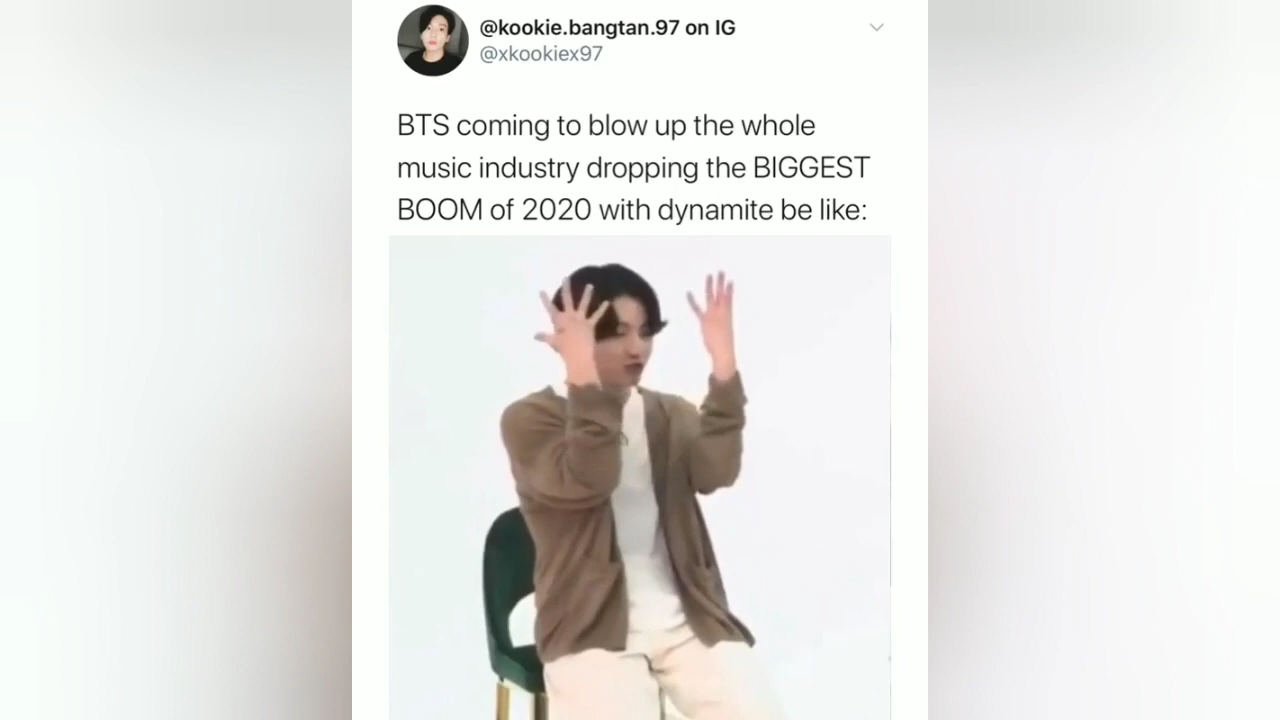 @kookie.bangtan.97 on IG
@xkookiex97
BTS coming to blow up the whole
music industry dropping the BIGGEST
BOOM of 2020 with dynamite be like: